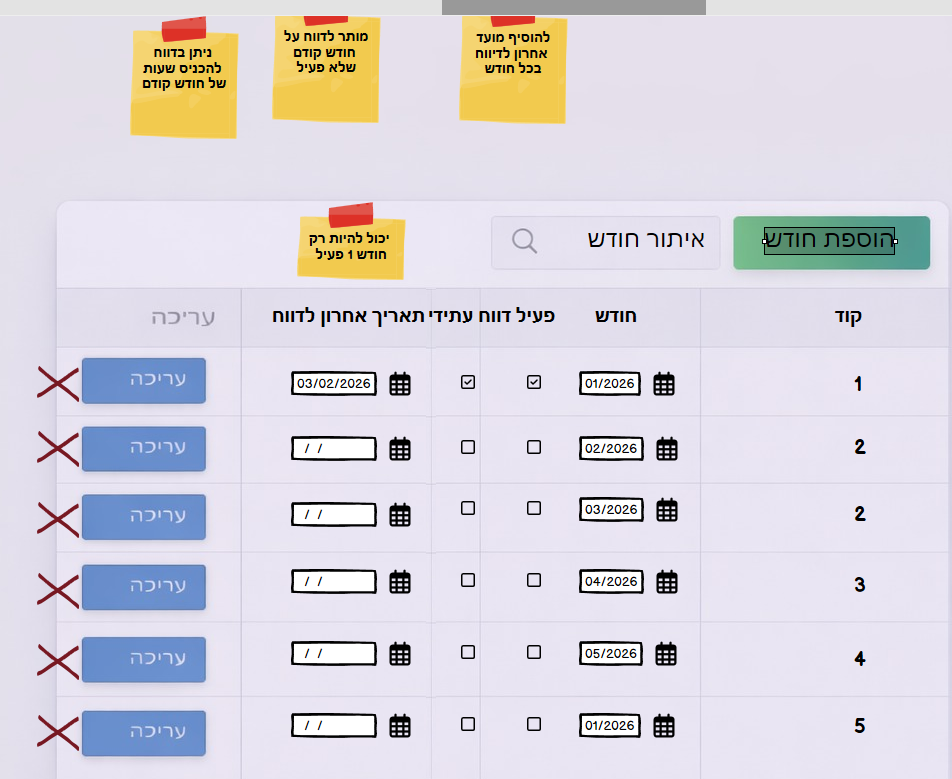 להוסיף מועד
אחרון לדיווח
בכל חודש
מותר לדווח על
חודש קודם
שלא פעיל
ניתן בדווח
להכניס שעות
של חודש קודם
הוספת חודש
איתור חודש
יכול להיות רק
חודש 1 פעיל
קוד חודש פעיל דווח עתידי תאריך אחרון לדווח עריכה
1 01/2026 03/02/2026 עריכה
2 02/2026 / / עריכה
2 03/2026 / / עריכה
3 04/2026 / / עריכה
4 05/2026 / / עריכה
5 01/2026 / / עריכה